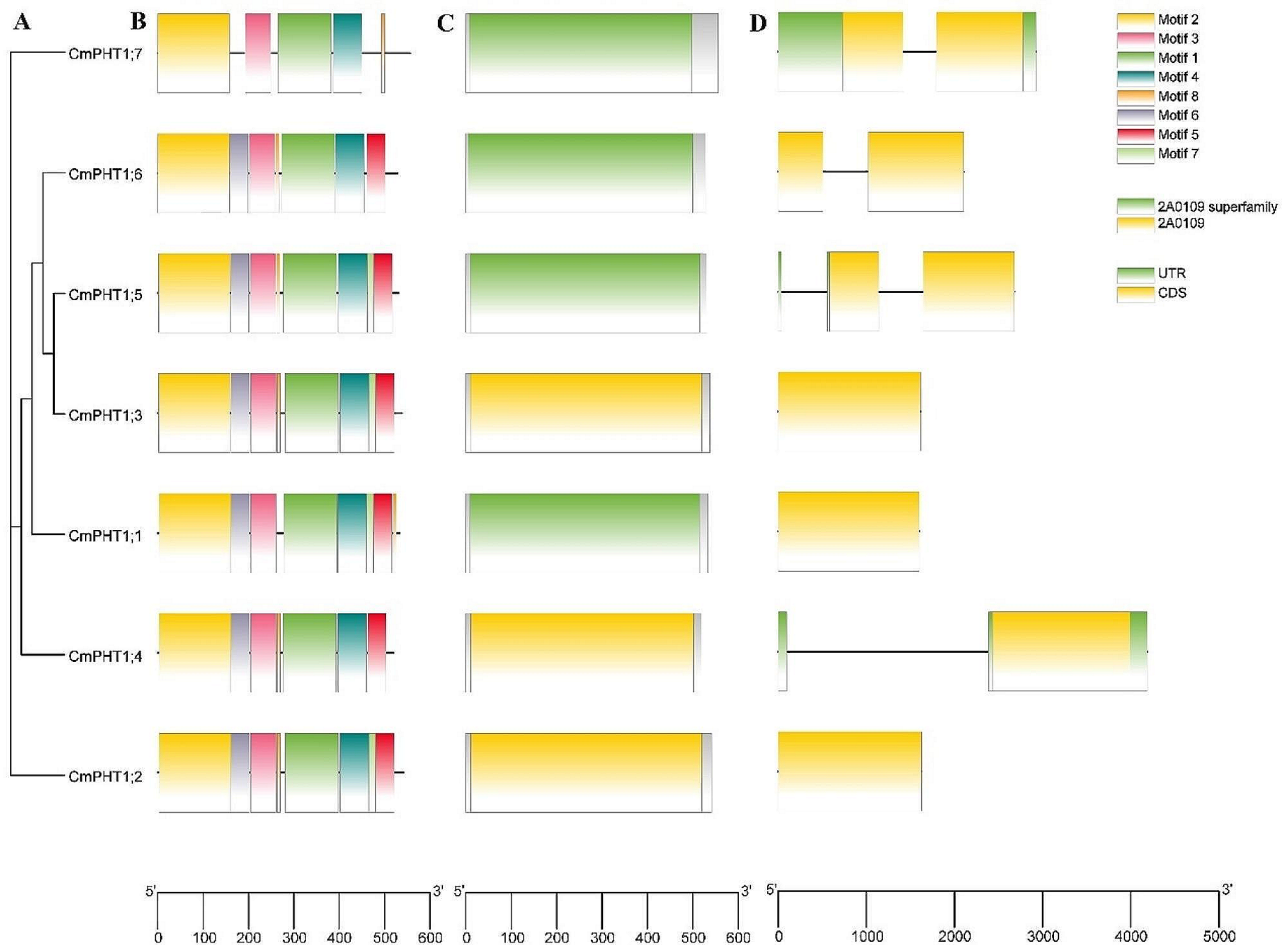 A B C D
CmPHT1;7
CmPHT1;6
CmPHT1;5
CmPHT1;3
CmPHT1;1
CmPHT1;4
CmPHT1;2
Motif 2
Motif 3
Motif 1
Motif 4
Motif 8
Motif 6
Motif 5
Motif 7
2A0109 superfamily
2A0109
UTR
CDS
5' 3' 5' 3' 5' 3'
0 100 200 300 400 500 600
0 100 200 300 400 500 600
0 1000 2000 3000 4000 5000